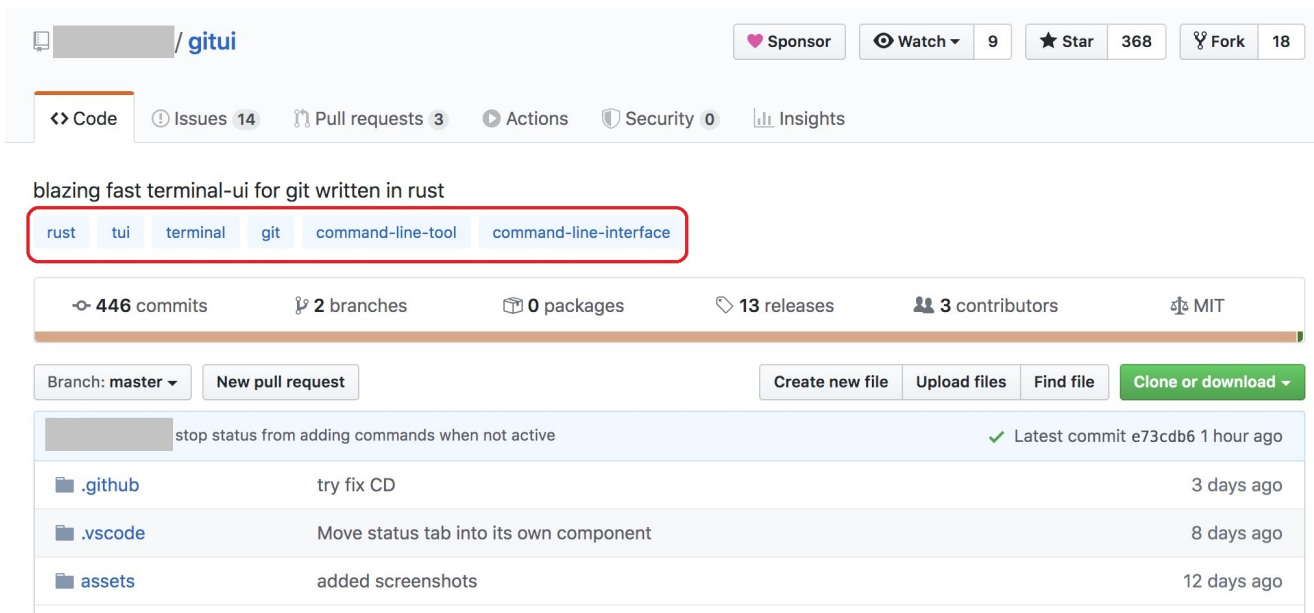 / gitui Sponsor Watch 9 Star 368 Fork 18
Code Issues 14 Pull requests 3 Actions Security 0 Insights
blazing fast terminal-ui for git written in rust
rust tui terminal git command-line-tool command-line-interface
446 commits 2 branches 0 packages 13 releases 3 contributors MIT
Branch: master New pull request Create new file Upload files Find file Clone or download
stop status from adding commands when not active Latest commit e73cdb6 1 hour ago
.github try fix CD 3 days ago
.vscode Move status tab into its own component 8 days ago
assets added screenshots 12 days ago